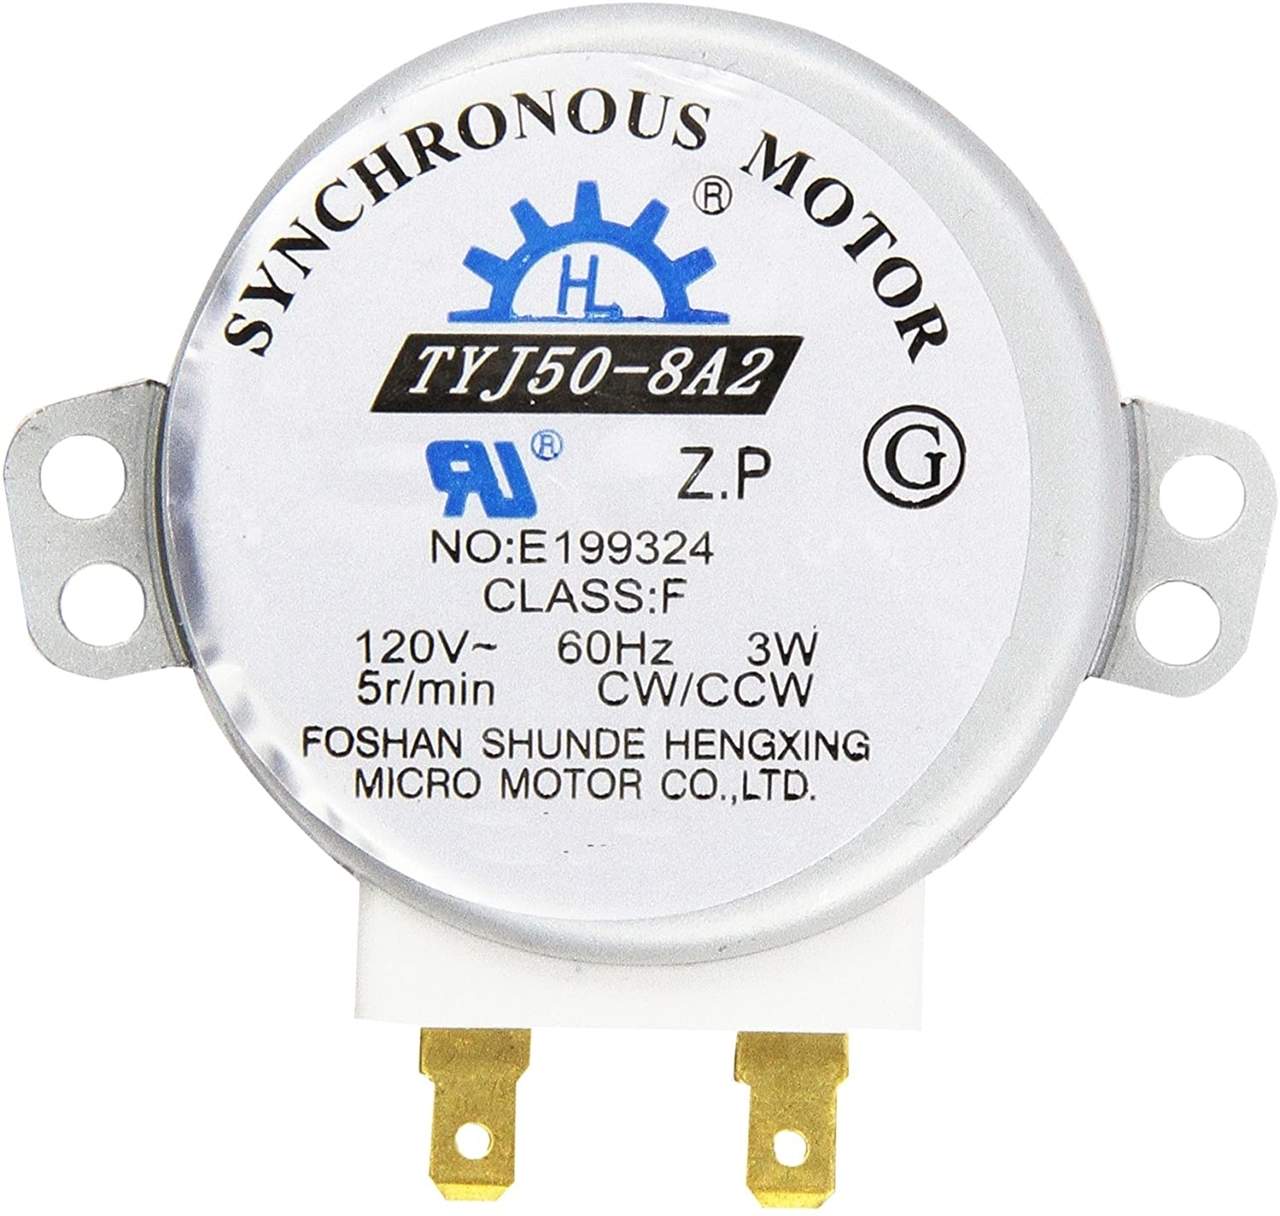 SYNCHRONOUS MOTOR
®
HL
TYJ50-8A2
RU® Z.P G
NO:E199324
CLASS:F
120V~ 60Hz 3W
5r/min CW/CCW
FOSHAN SHUNDE HENGXING
MICRO MOTOR CO.,LTD.